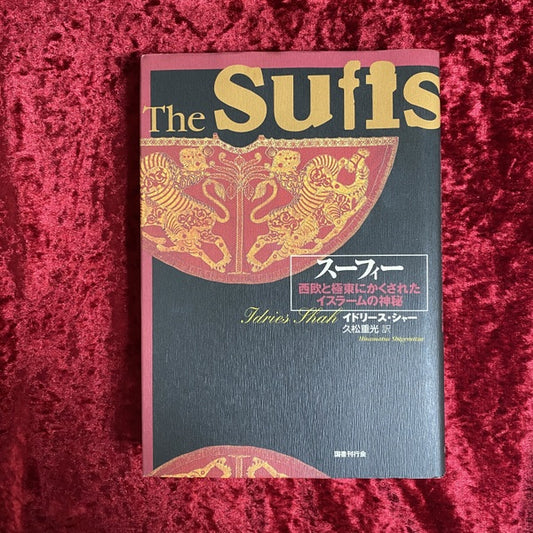 The Sufis
スーフィー
西欧と極東にかくされた
イスラームの神秘
Idries Shah イドリース・シャー
久松重光 訳
Hisamatsu Shigemitsu
国書刊行会